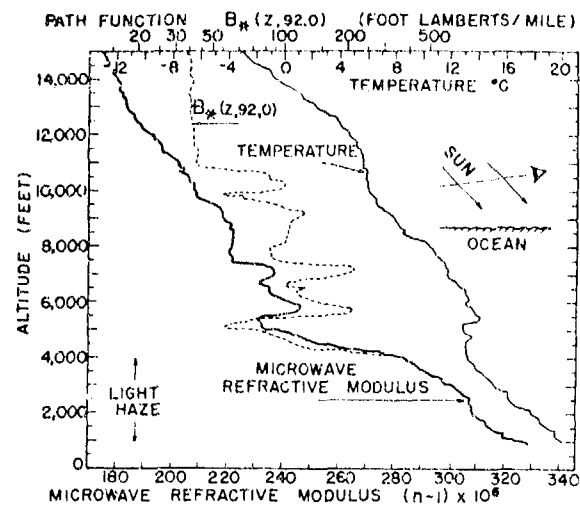 PATH FUNCTION B*(Z,92,0) (FOOT LAMBERTS/MILE)
20 30 50 100 200 500
15,000 -12 -8 -4 0 4 8 12 16 20
TEMPERATURE °C
B*(Z,92,0)
12,000
TEMPERATURE
SUN
10,000
OCEAN
8,000
ALTITUDE (FEET)
6,000
4,000
MICROWAVE
REFRACTIVE MODULUS
LIGHT
HAZE
2,000
0
180 200 220 240 260 280 300 320 340
MICROWAVE REFRACTIVE MODULUS (n-1) x 10⁶